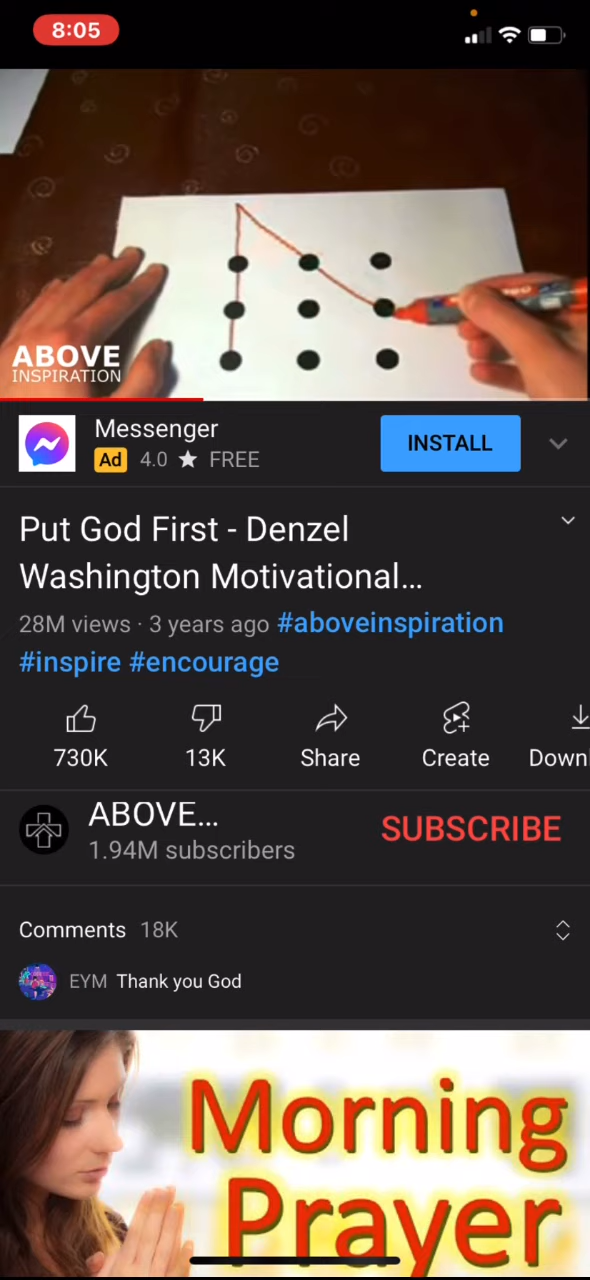 8:05
ABOVE
INSPIRATION
Messenger
Ad 4.0 ★ FREE
INSTALL
Put God First - Denzel
Washington Motivational...
28M views · 3 years ago #aboveinspiration
#inspire #encourage
730K 13K Share Create Downl
ABOVE...
1.94M subscribers
SUBSCRIBE
Comments 18K
EYM Thank you God
Morning
Prayer